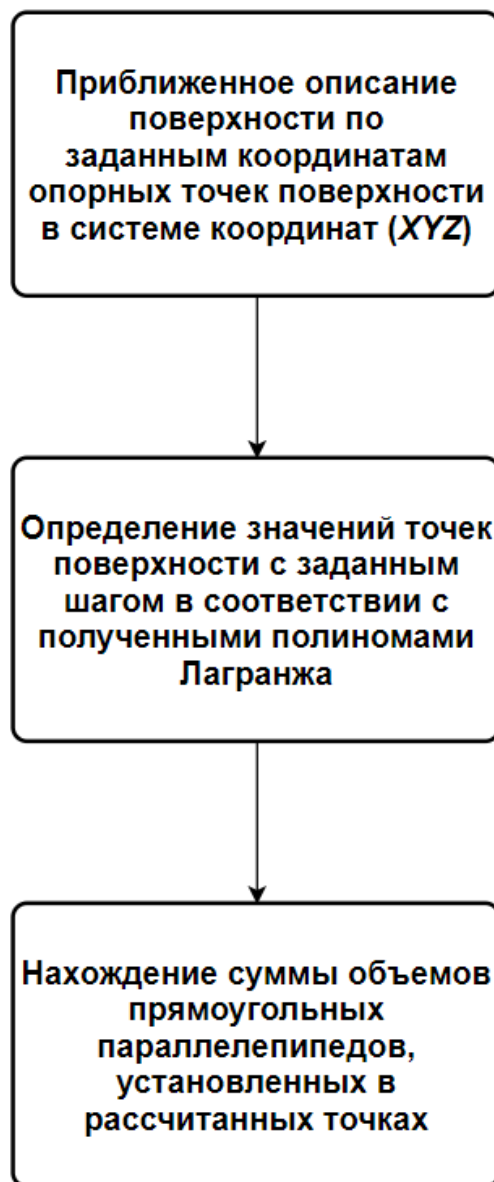 Приближенное описание
поверхности по
заданным координатам
опорных точек поверхности
в системе координат (XYZ)
Определение значений точек
поверхности с заданным
шагом в соответствии с
полученными полиномами
Лагранжа
Нахождение суммы объемов
прямоугольных
параллелепипедов,
установленных в
рассчитанных точках